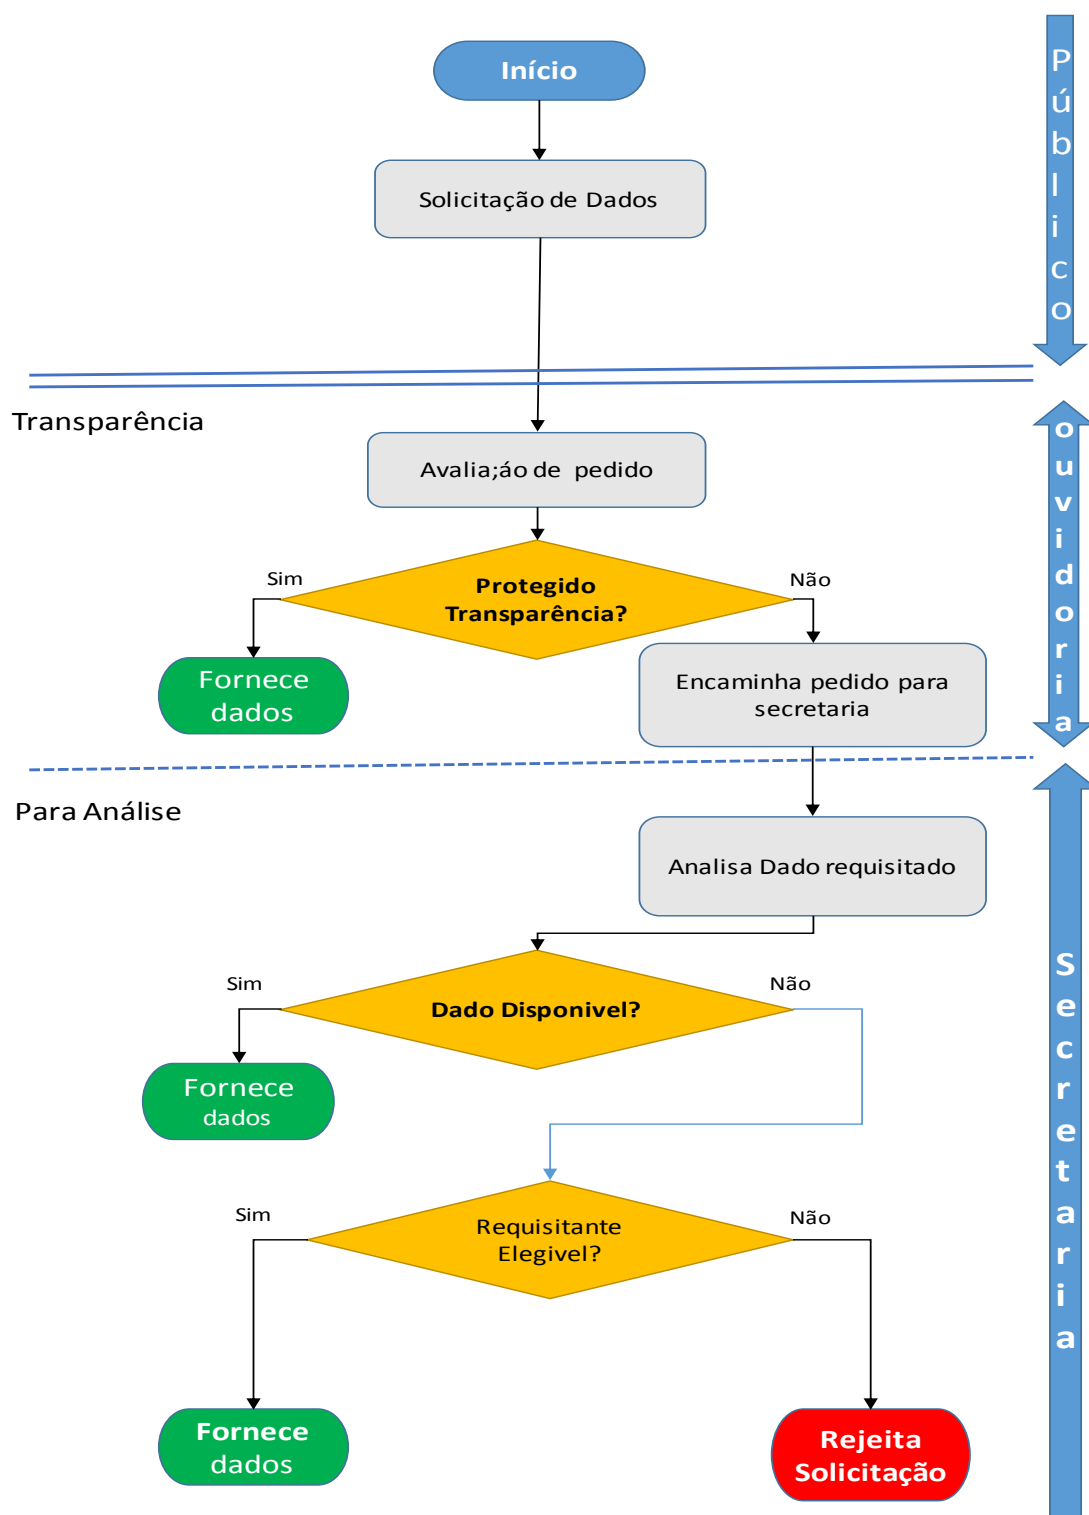 Início
Solicitação de Dados
Público
Transparência
Avalia;áo de pedido
ouvidoria
Sim
Não
Protegido
Transparência?
Fornece
dados
Encaminha pedido para
secretaria
Para Análise
Analisa Dado requisitado
Sim
Não
Dado Disponivel?
Secretaria
Fornece
dados
Sim
Não
Requisitante
Elegivel?
Fornece
dados
Rejeita
Solicitação